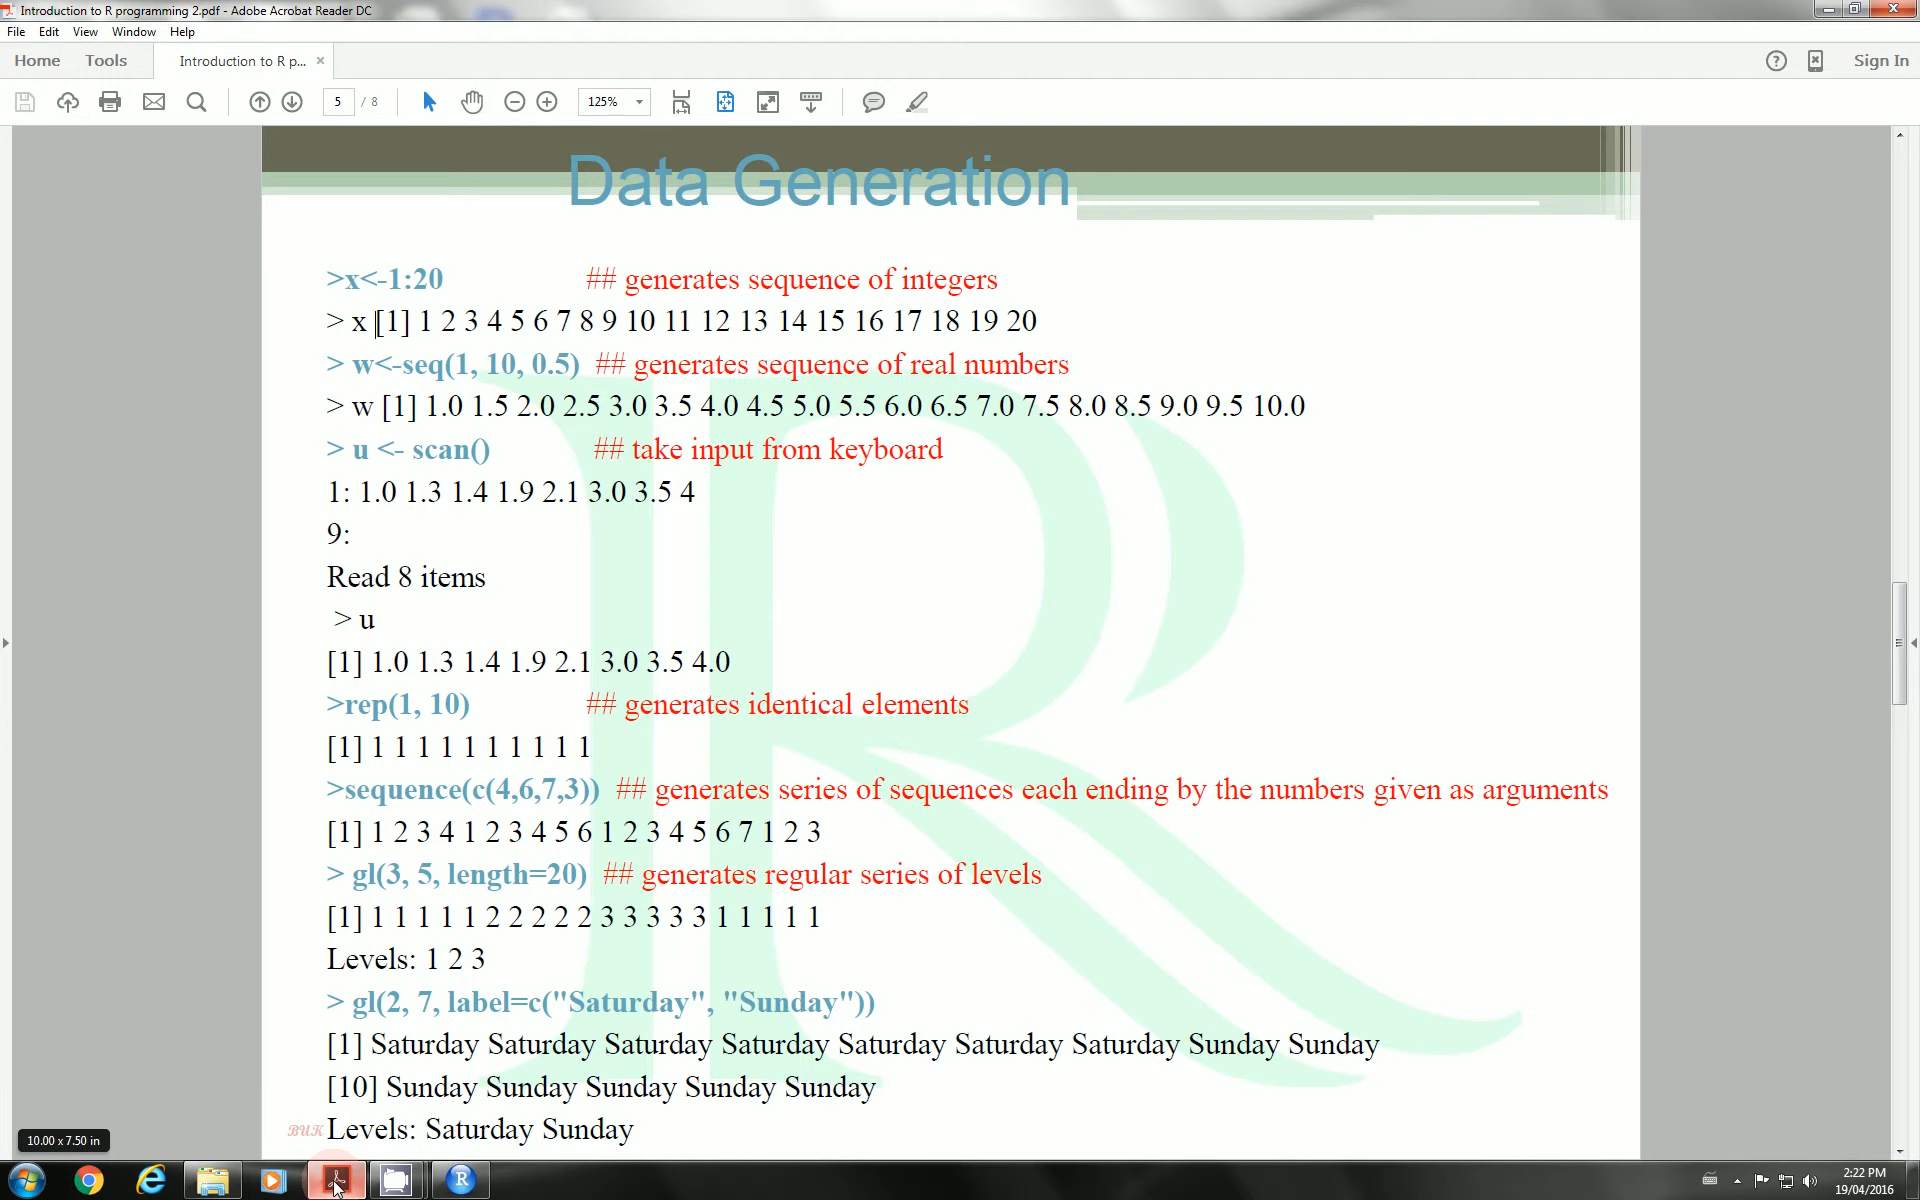 Introduction to R programming 2.pdf - Adobe Acrobat Reader DC
File Edit View Window Help
Home Tools Introduction to R p... × Sign In
5 / 8 125%
Data Generation
>x<-1:20 ## generates sequence of integers
> x [1] 1 2 3 4 5 6 7 8 9 10 11 12 13 14 15 16 17 18 19 20
> w<-seq(1, 10, 0.5) ## generates sequence of real numbers
> w [1] 1.0 1.5 2.0 2.5 3.0 3.5 4.0 4.5 5.0 5.5 6.0 6.5 7.0 7.5 8.0 8.5 9.0 9.5 10.0
> u <- scan() ## take input from keyboard
1: 1.0 1.3 1.4 1.9 2.1 3.0 3.5 4
9:
Read 8 items
> u
[1] 1.0 1.3 1.4 1.9 2.1 3.0 3.5 4.0
>rep(1, 10) ## generates identical elements
[1] 1 1 1 1 1 1 1 1 1 1
>sequence(c(4,6,7,3)) ## generates series of sequences each ending by the numbers given as arguments
[1] 1 2 3 4 1 2 3 4 5 6 1 2 3 4 5 6 7 1 2 3
> gl(3, 5, length=20) ## generates regular series of levels
[1] 1 1 1 1 1 2 2 2 2 2 3 3 3 3 3 1 1 1 1 1
Levels: 1 2 3
> gl(2, 7, label=c("Saturday", "Sunday"))
[1] Saturday Saturday Saturday Saturday Saturday Saturday Saturday Sunday Sunday
[10] Sunday Sunday Sunday Sunday Sunday
BUK Levels: Saturday Sunday
10.00 x 7.50 in
2:22 PM
19/04/2016